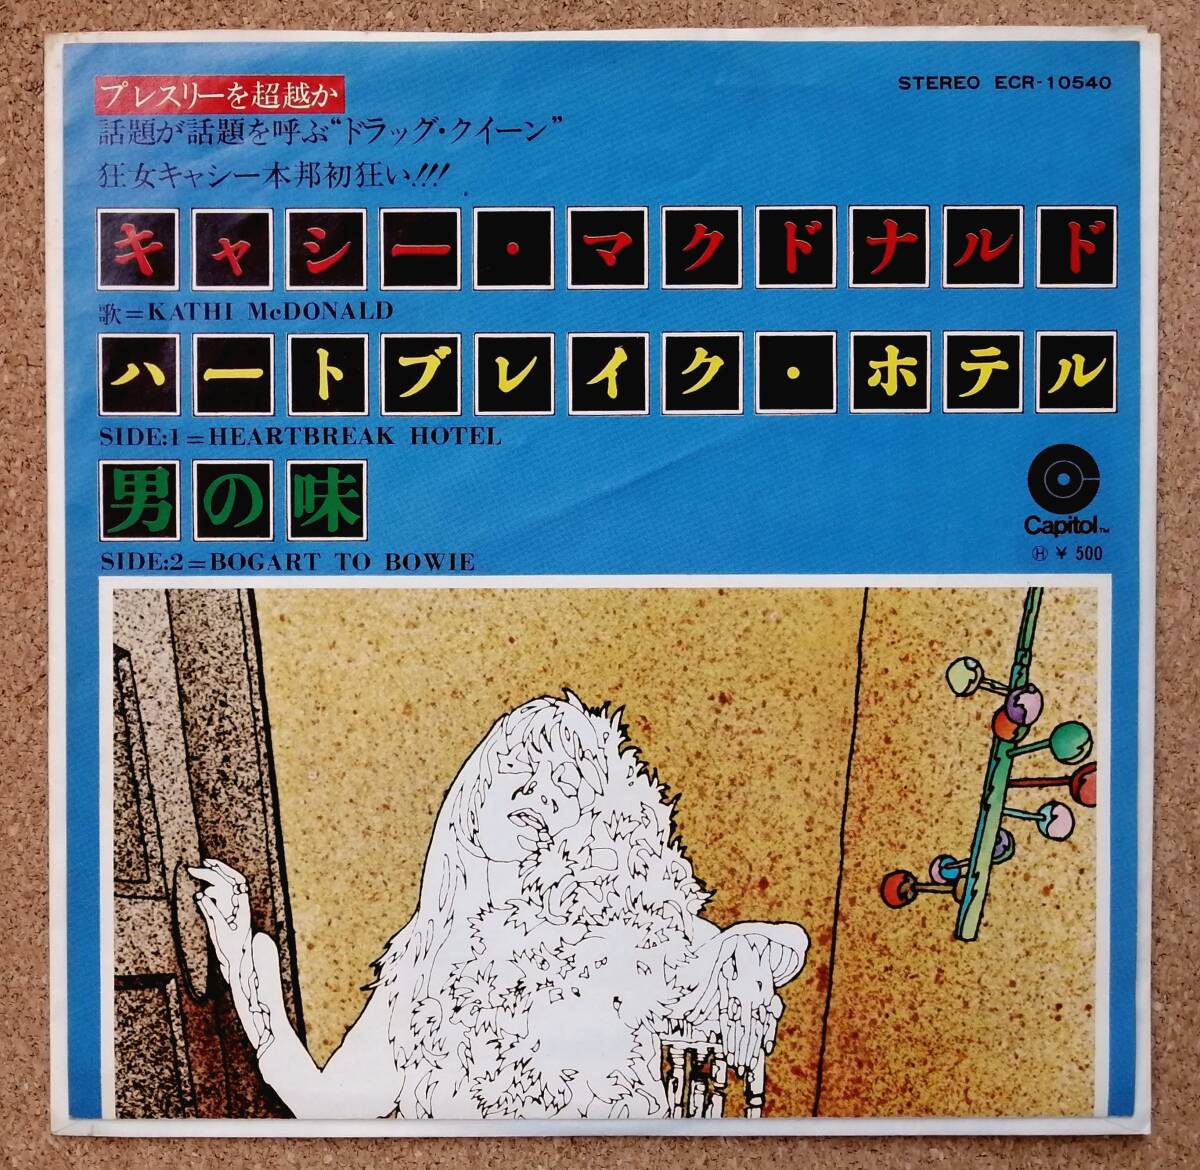 プレスリーを超越か
STEREO ECR-10540
話題が話題を呼ぶ“ドラッグ・クイーン”
狂女キャシー本邦初狂い!!!
キャシー・マクドナルド
歌=KATHI McDONALD
ハートブレイク・ホテル
SIDE:1=HEARTBREAK HOTEL
男の味
Capitol™
SIDE:2=BOGART TO BOWIE
Ⓗ ¥ 500